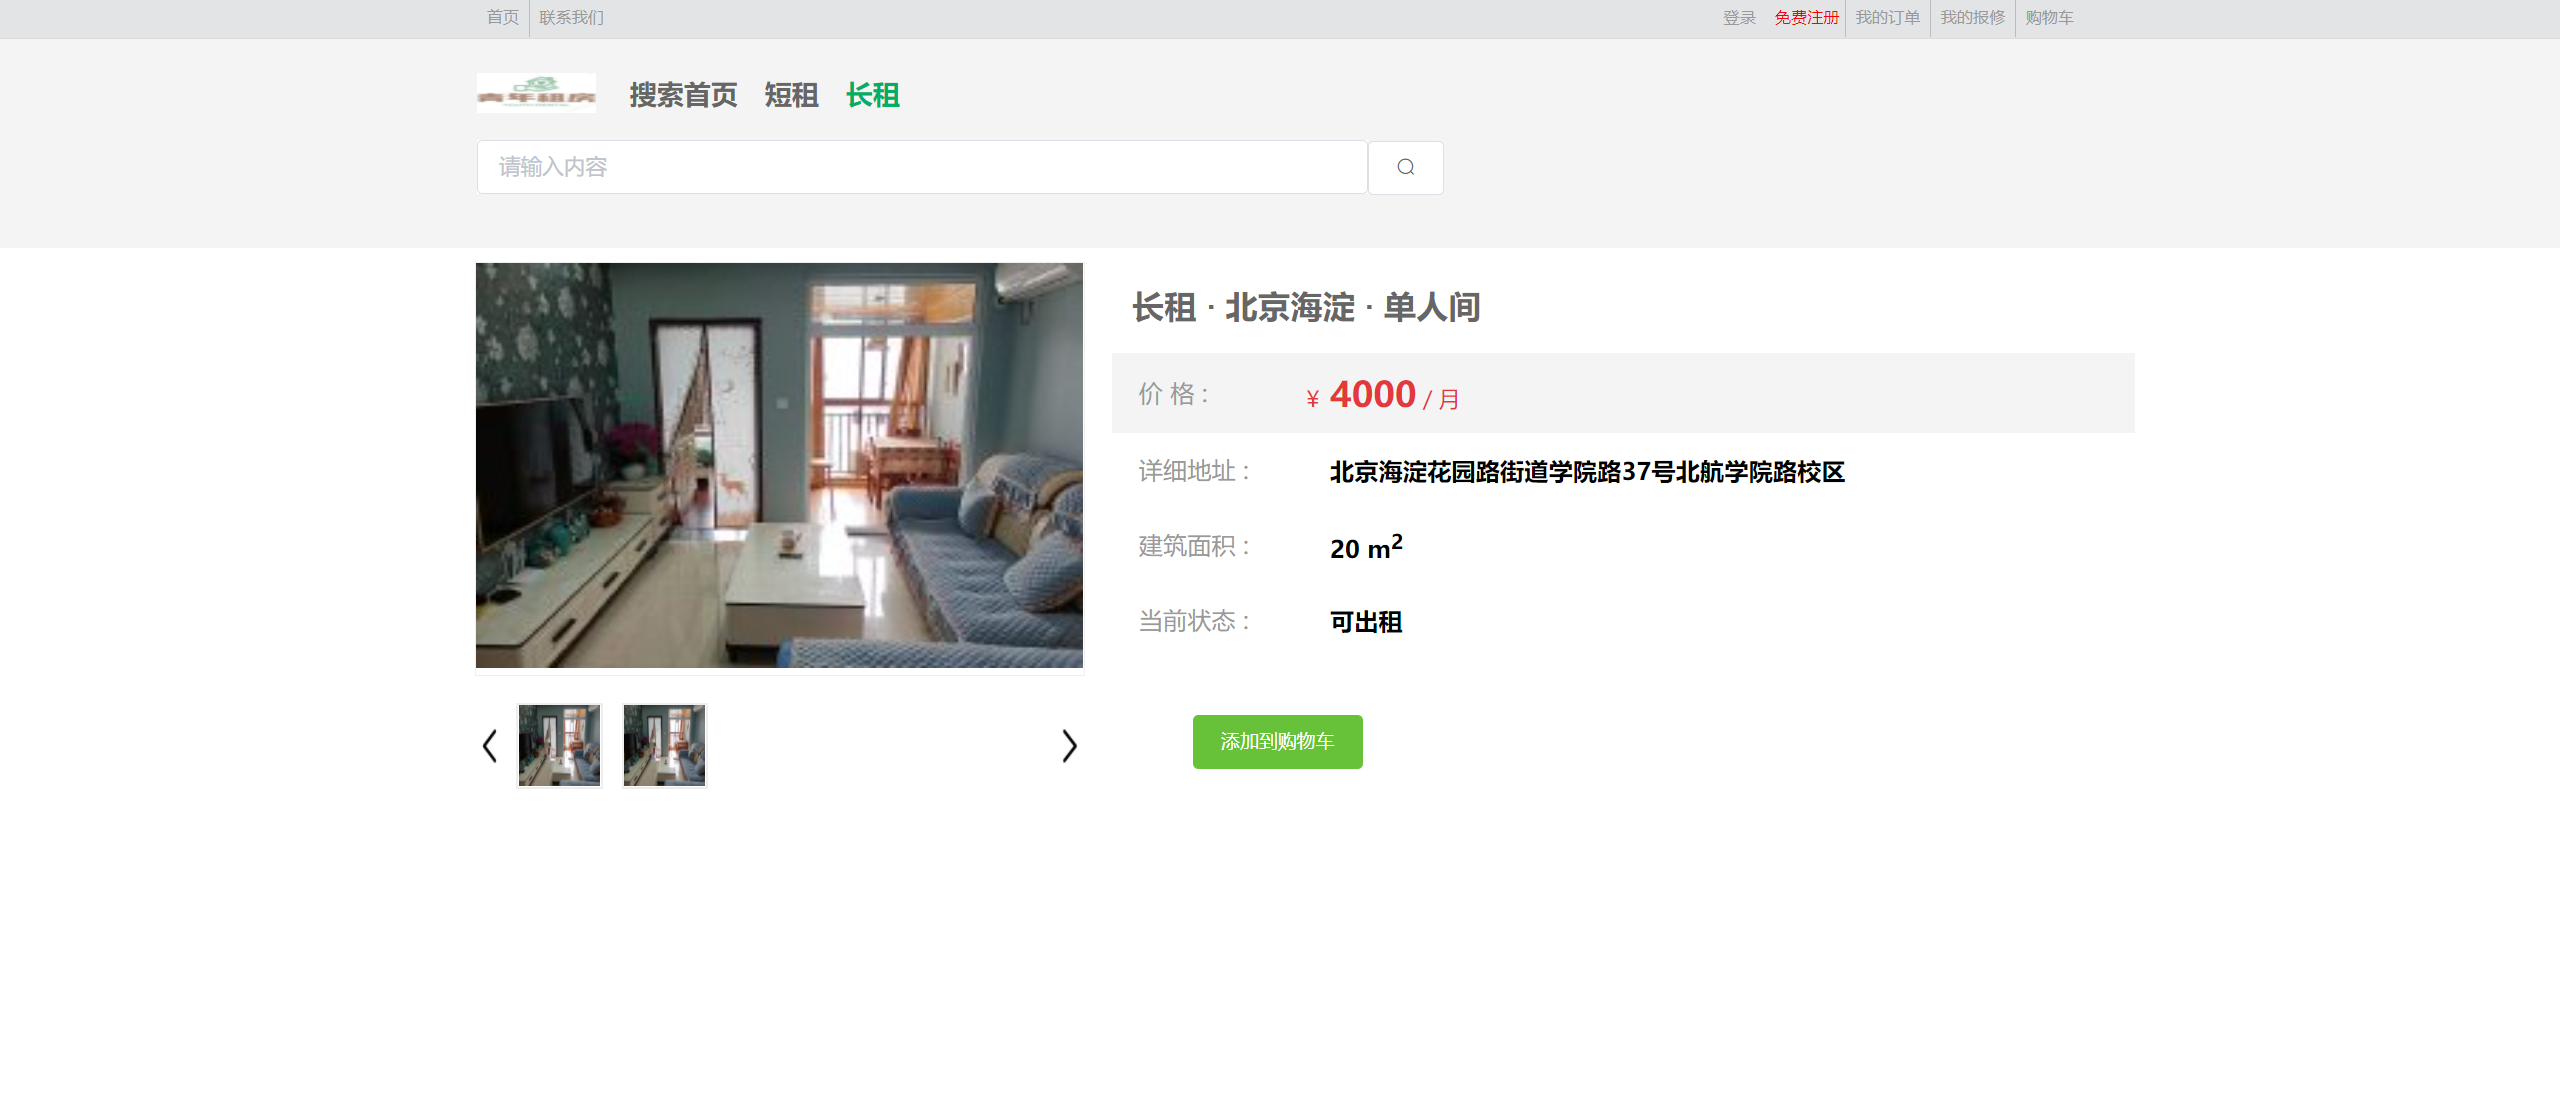 首页 联系我们 登录 免费注册 我的订单 我的报修 购物车
青年租房 搜索首页 短租 长租
请输入内容
长租 · 北京海淀 · 单人间
价 格 : ¥ 4000 / 月
详细地址 : 北京海淀花园路街道学院路37号北航学院路校区
建筑面积 : 20 m²
当前状态 : 可出租
添加到购物车